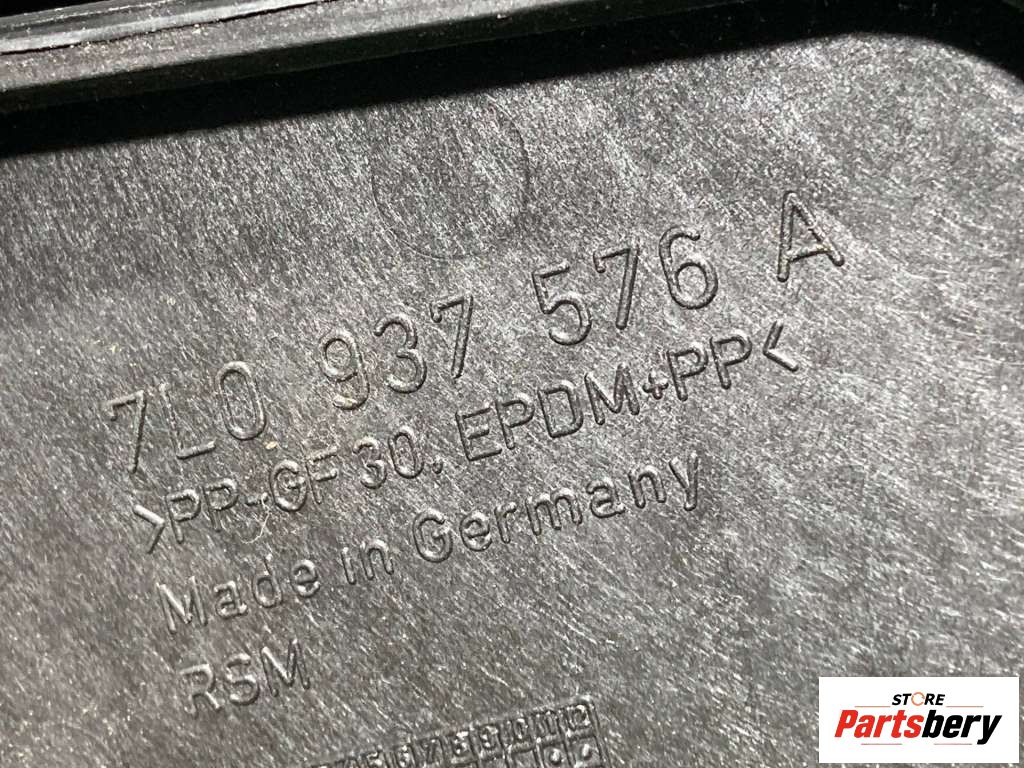 7L0 937 576 A
>PP-GF30, EPDM+PP<
Made in Germany
RSM
STORE
Partsbery